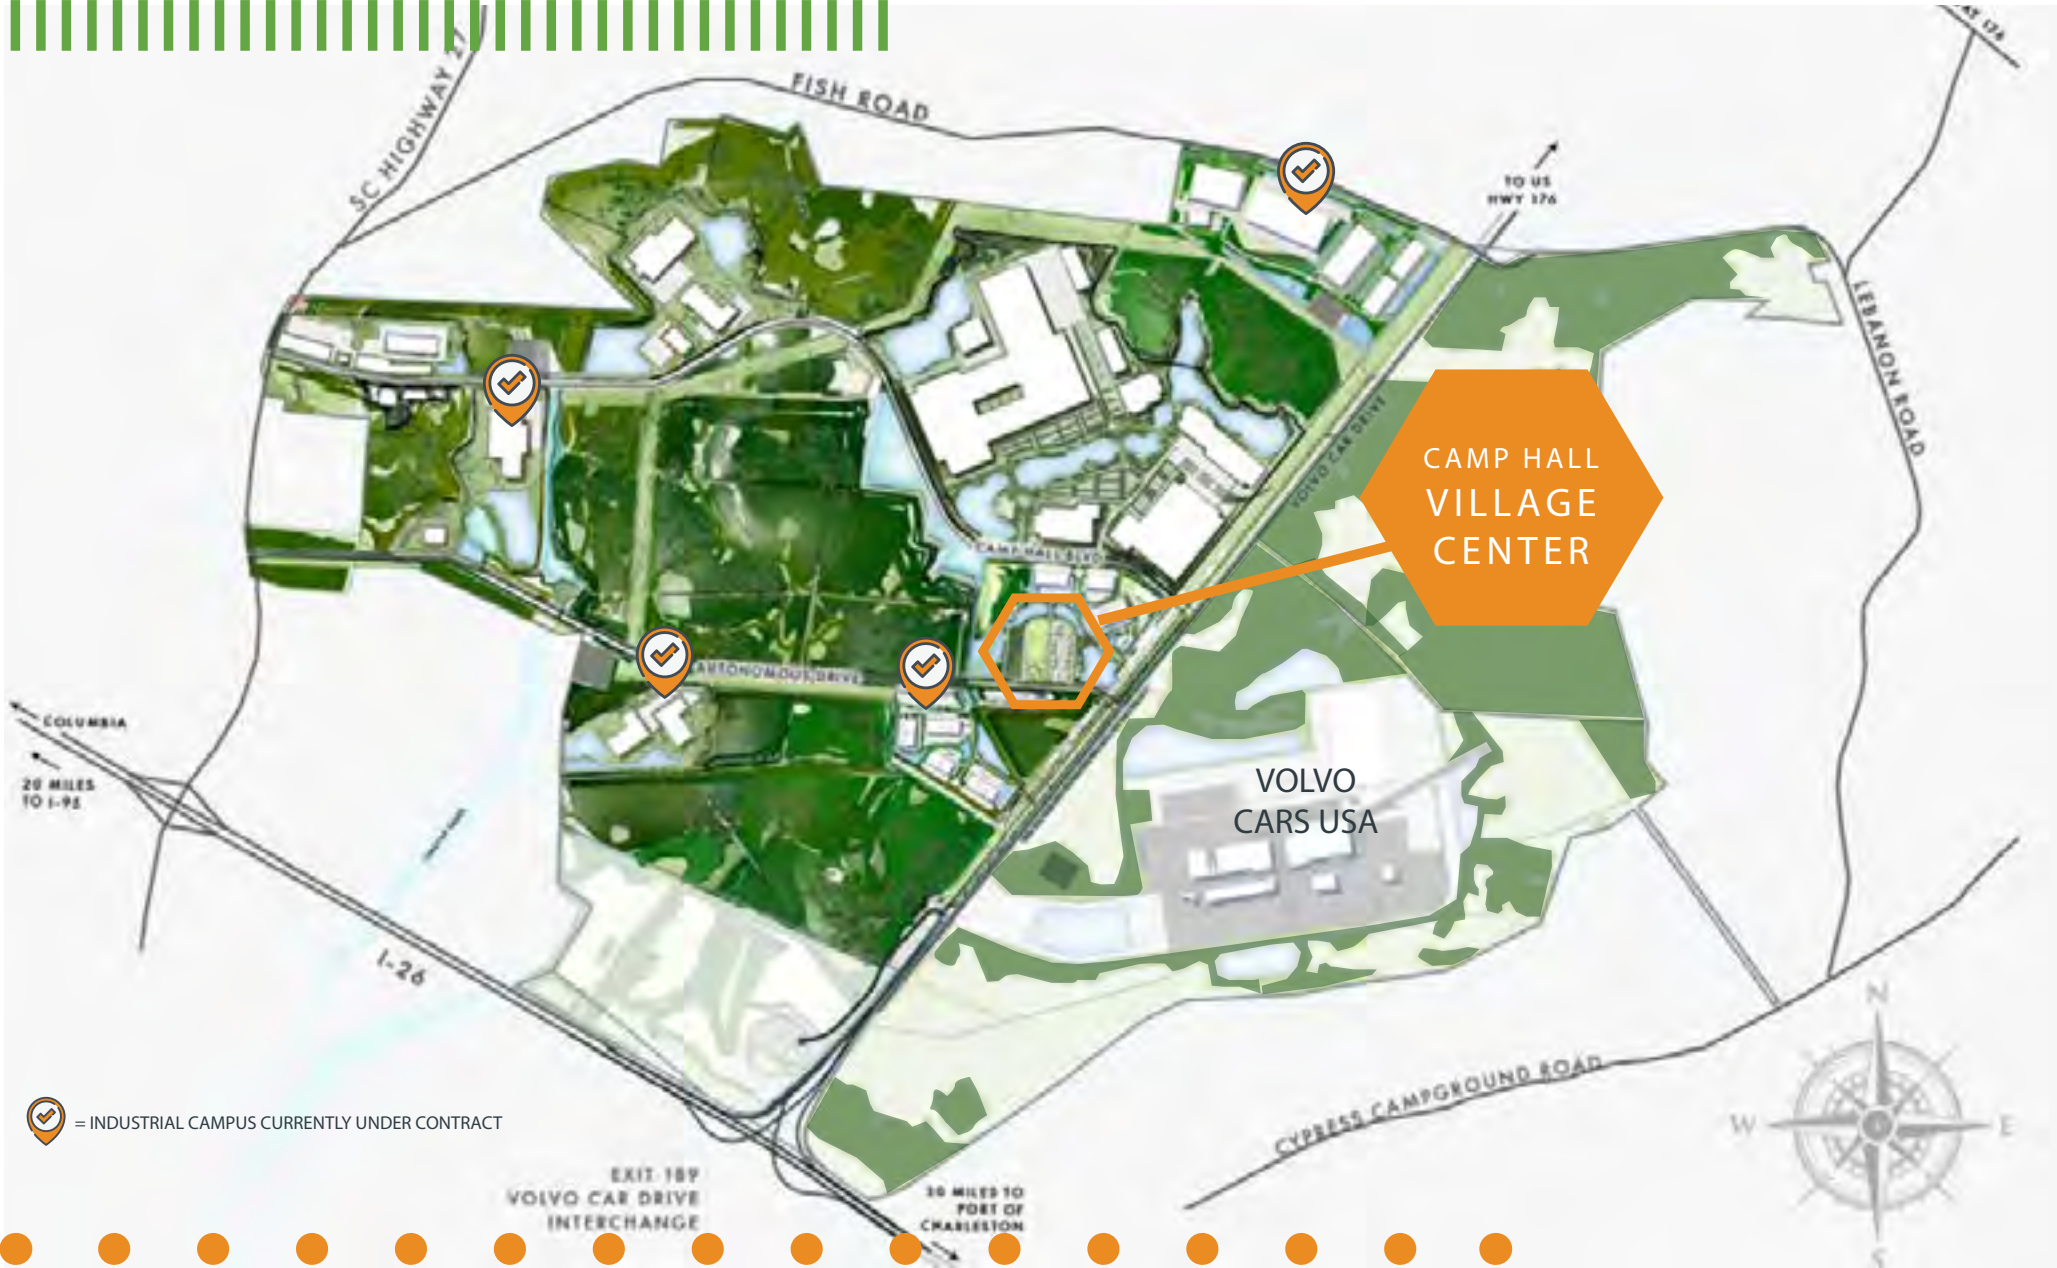 SC HIGHWAY 27
FISH ROAD
TO US
HWY 176
LEBANON ROAD
VOLVO CAR DRIVE
CAMP HALL
VILLAGE
CENTER
CAMP HALL BLVD
AUTONOMOUS DRIVE
COLUMBIA
20 MILES
TO I-95
VOLVO
CARS USA
I-26
CYPRESS CAMPGROUND ROAD
= INDUSTRIAL CAMPUS CURRENTLY UNDER CONTRACT
EXIT 189
VOLVO CAR DRIVE
INTERCHANGE
30 MILES TO
PORT OF
CHARLESTON
N
W
E
S